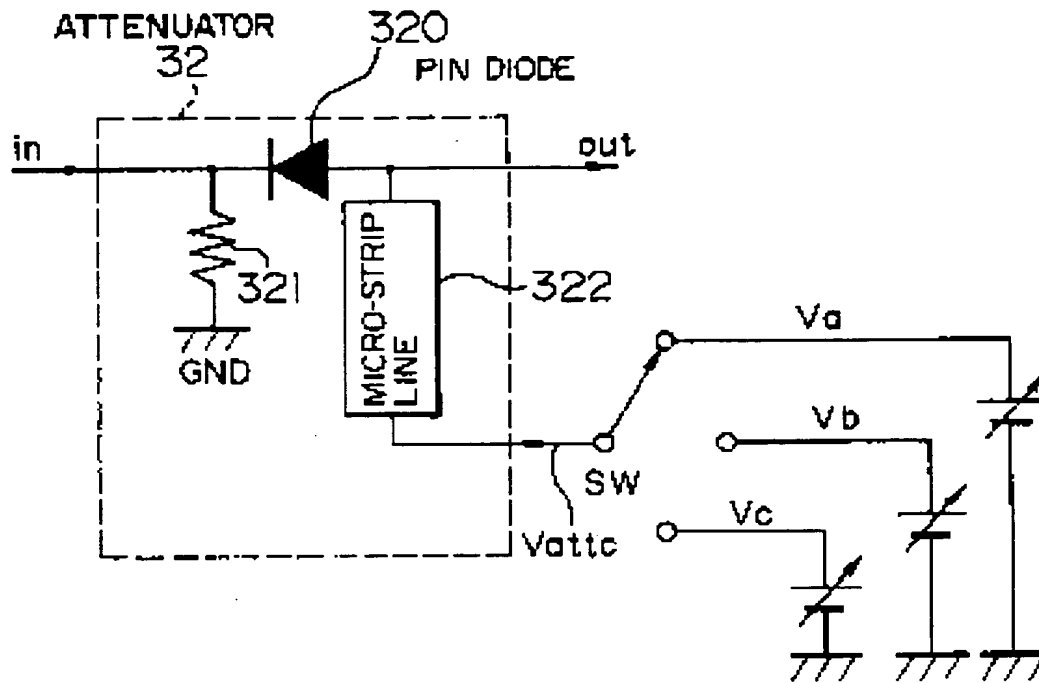 ATTENUATOR
32
320
PIN DIODE
in
out
321
GND
MICRO-STRIP
LINE
322
Va
Vb
SW
Vc
Vattc